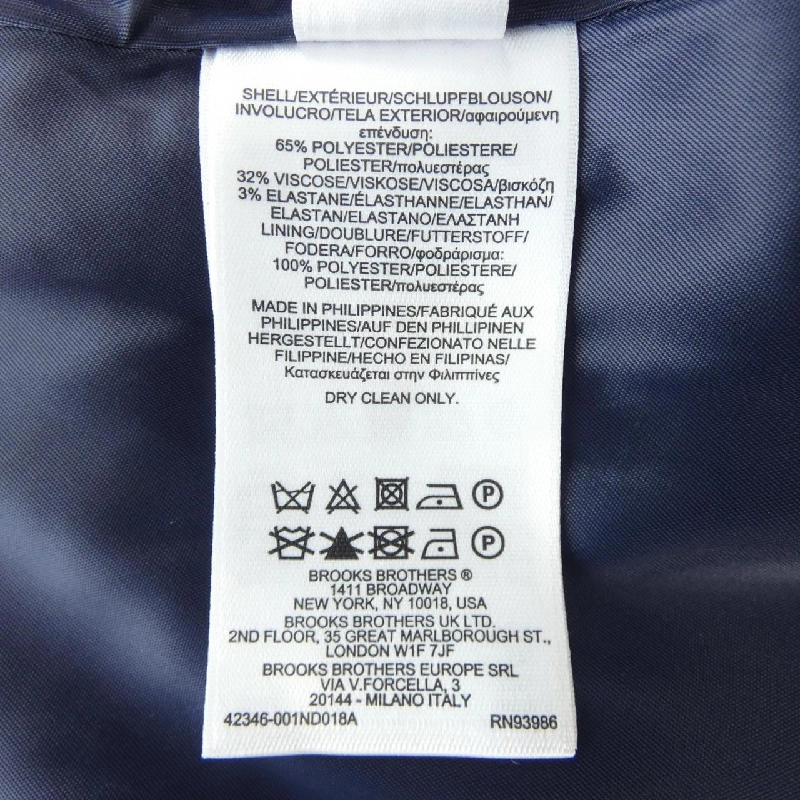 SHELL/EXTÉRIEUR/SCHLUPFBLOUSON/
INVOLUCRO/TELA EXTERIOR/αφαιρούμενη
επένδυση:
65% POLYESTER/POLIESTERE/
POLIESTER/πολυεστέρας
32% VISCOSE/VISKOSE/VISCOSA/βισκόζη
3% ELASTANE/ÉLASTHANNE/ELASTHAN/
ELASTAN/ELASTANO/ΕΛΑΣΤΑΝΗ
LINING/DOUBLURE/FUTTERSTOFF/
FODERA/FORRO/φοδράρισμα:
100% POLYESTER/POLIESTERE/
POLIESTER/πολυεστέρας
MADE IN PHILIPPINES/FABRIQUÉ AUX
PHILIPPINES/AUF DEN PHILLIPINEN
HERGESTELLT/CONFEZIONATO NELLE
FILIPPINE/HECHO EN FILIPINAS/
Κατασκευάζεται στην Φιλιππίνες
DRY CLEAN ONLY.
P
P
BROOKS BROTHERS ®
1411 BROADWAY
NEW YORK, NY 10018, USA
BROOKS BROTHERS UK LTD.
2ND FLOOR, 35 GREAT MARLBOROUGH ST.,
LONDON W1F 7JF
BROOKS BROTHERS EUROPE SRL
VIA V.FORCELLA, 3
20144 - MILANO ITALY
42346-001ND018A RN93986